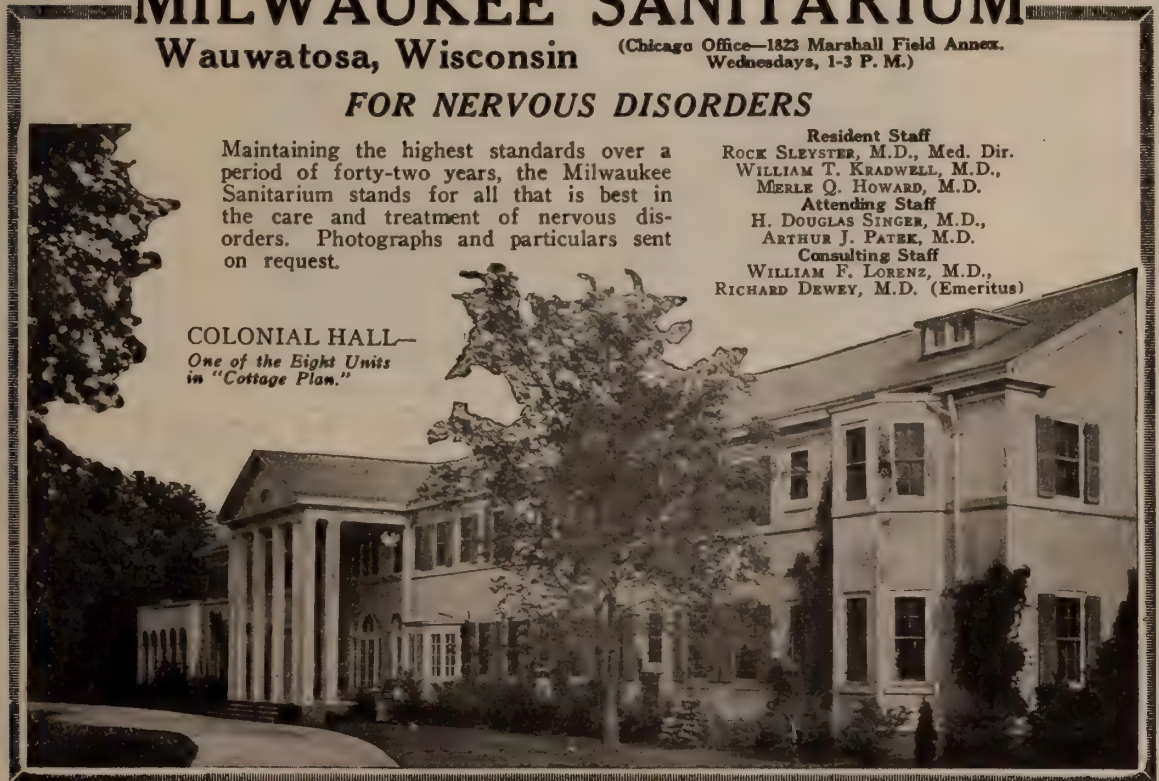 MILWAUKEE SANITARIUM
Wauwatosa, Wisconsin
(Chicago Office—1823 Marshall Field Annex.
Wednesdays, 1-3 P. M.)
FOR NERVOUS DISORDERS
Maintaining the highest standards over a
period of forty-two years, the Milwaukee
Sanitarium stands for all that is best in
the care and treatment of nervous dis-
orders. Photographs and particulars sent
on request.
Resident Staff
ROCK SLEYSTER, M.D., Med. Dir.
WILLIAM T. KRADWELL, M.D.,
MERLE Q. HOWARD, M.D.
Attending Staff
H. DOUGLAS SINGER, M.D.,
ARTHUR J. PATEK, M.D.
Consulting Staff
WILLIAM F. LORENZ, M.D.,
RICHARD DEWEY, M.D. (Emeritus)
COLONIAL HALL—
One of the Eight Units
in "Cottage Plan."